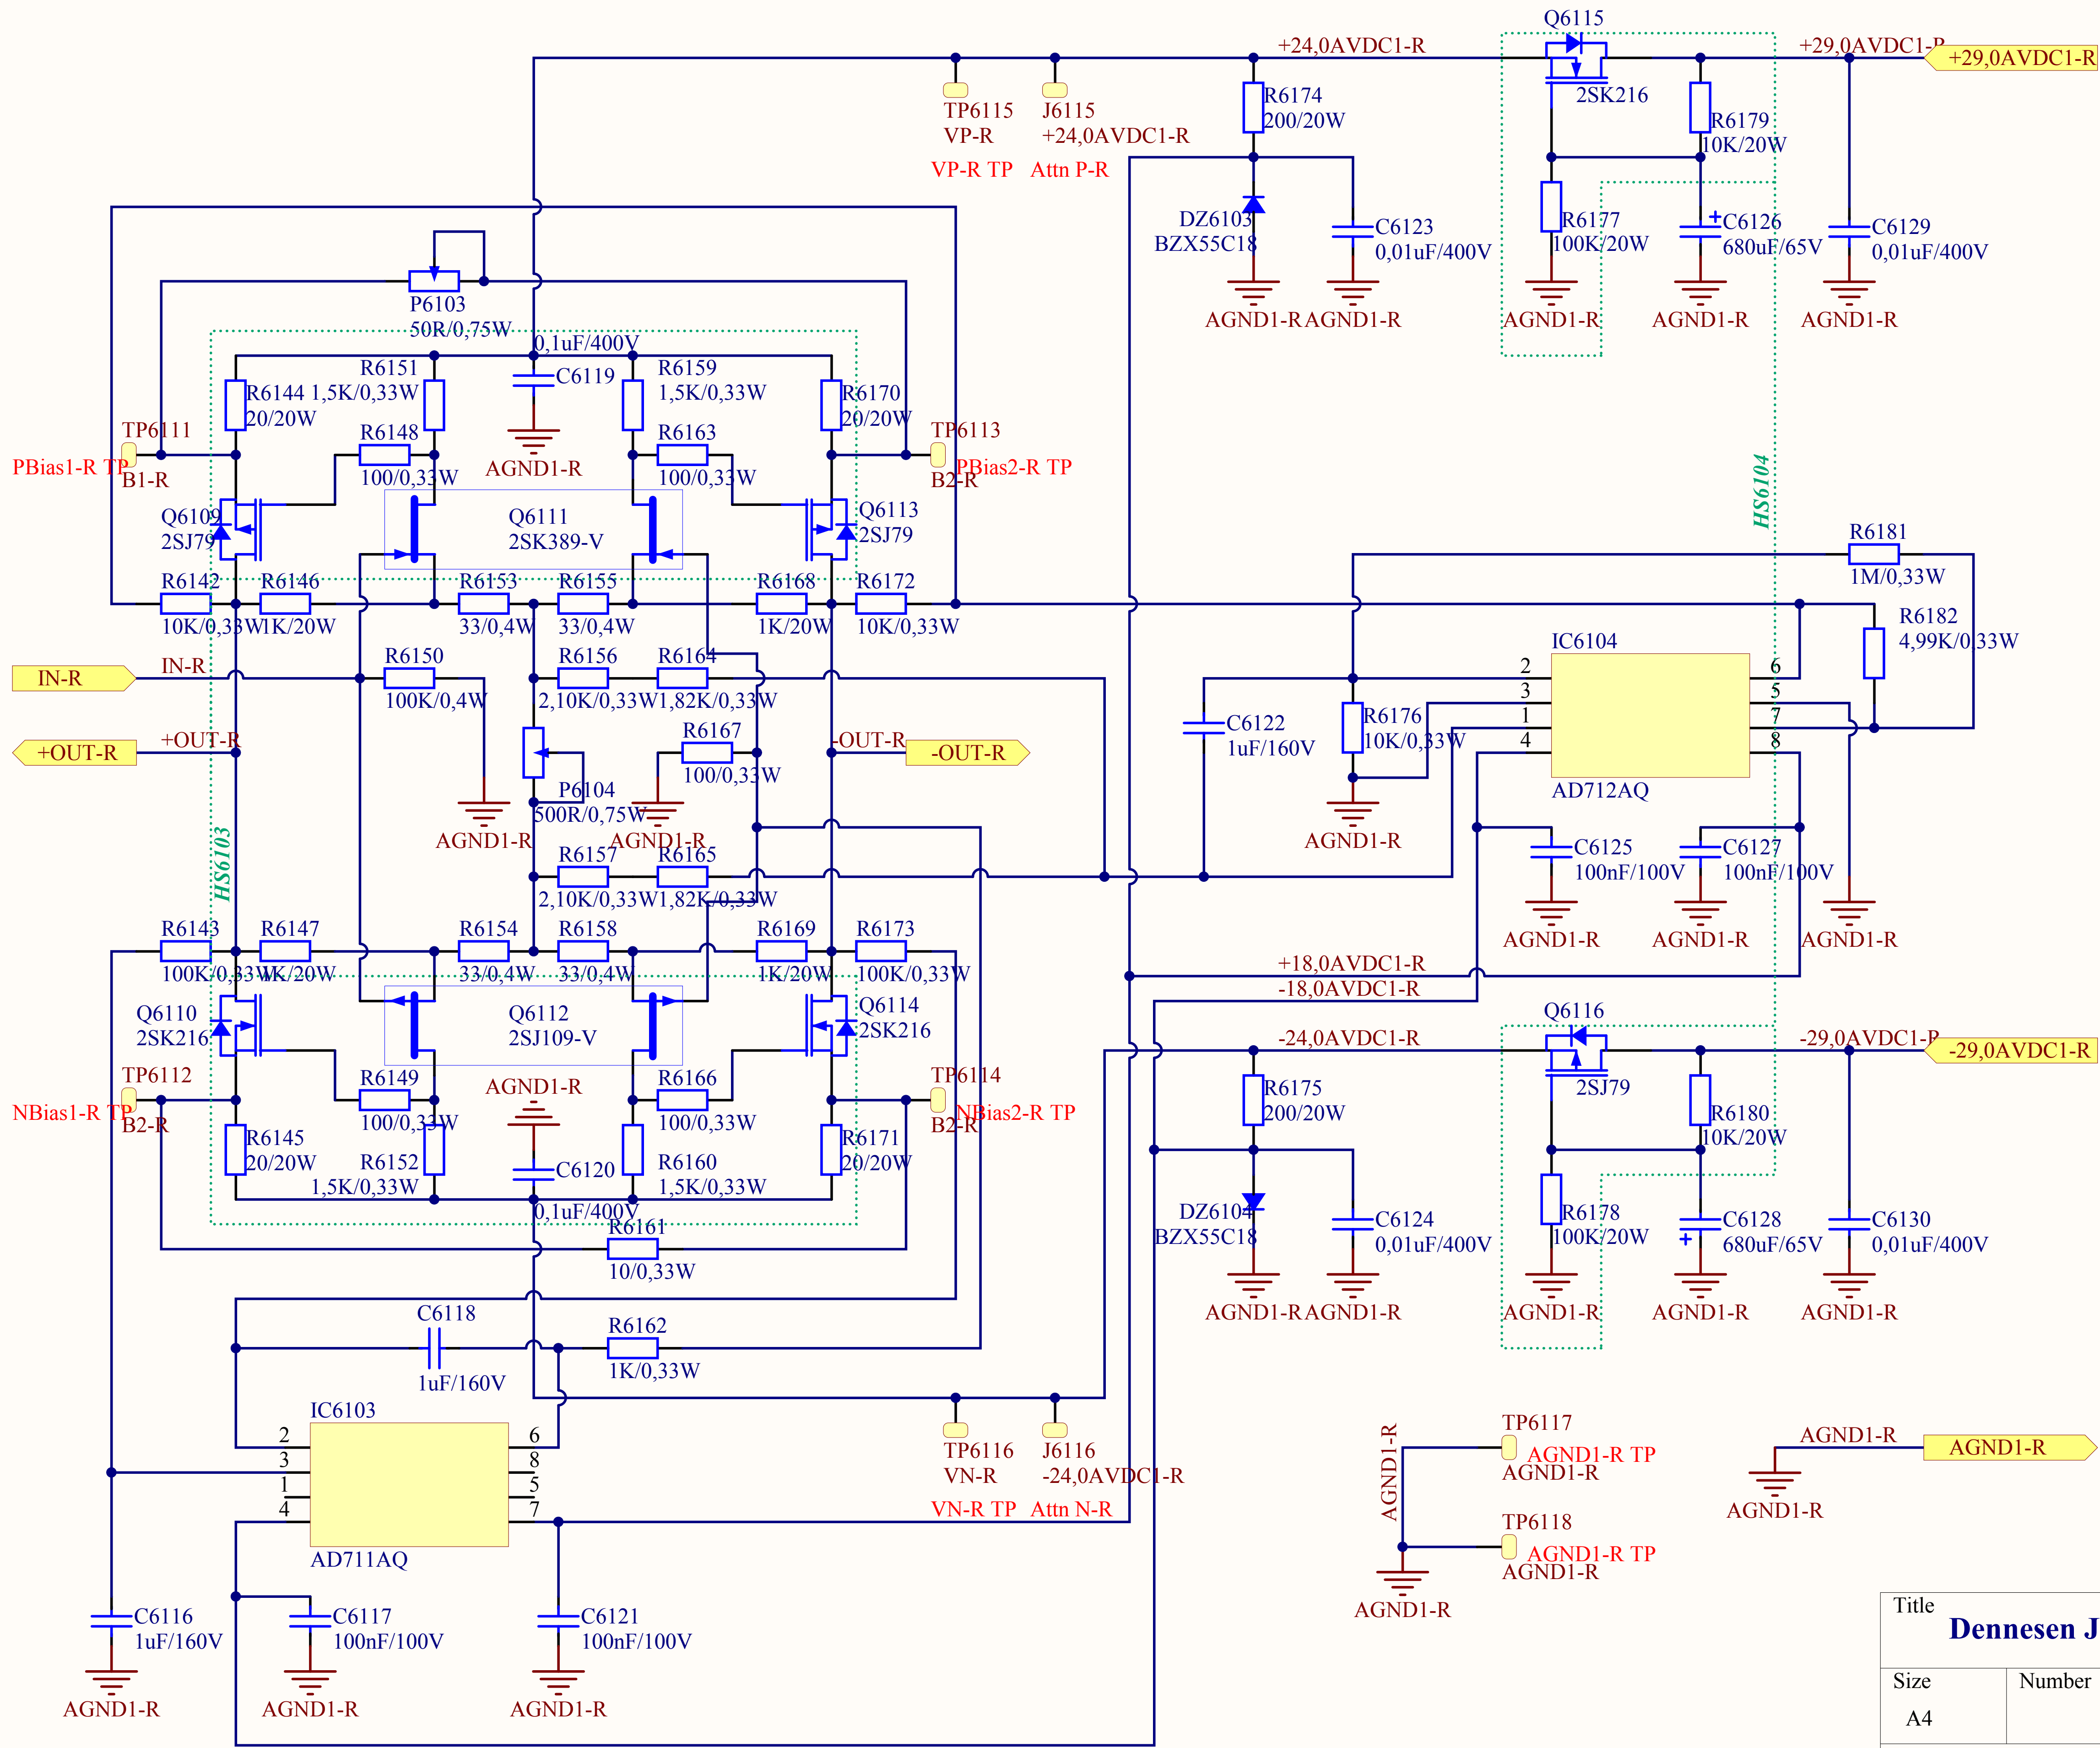 Q6115
+24,0AVDC1-R
+29,0AVDC1-R
+29,0AVDC1-R
2SK216
TP6115
VP-R
VP-R TP
J6115
+24,0AVDC1-R
Attn P-R
R6174
200/20W
R6179
10K/20W
DZ6103
BZX55C18
C6123
0,01uF/400V
R6177
100K/20W
C6126
680uF/65V
C6129
0,01uF/400V
AGND1-R
AGND1-R
AGND1-R
AGND1-R
AGND1-R
P6103
50R/0,75W
0,1uF/400V
C6119
AGND1-R
R6151
1,5K/0,33W
R6159
1,5K/0,33W
R6144
20/20W
R6170
20/20W
R6148
100/0,33W
R6163
100/0,33W
TP6111
PBias1-R TP
B1-R
TP6113
PBias2-R TP
B2-R
HS6104
Q6109
2SJ79
Q6111
2SK389-V
Q6113
2SJ79
R6142
10K/0,33W
R6146
1K/20W
R6153
33/0,4W
R6155
33/0,4W
R6168
1K/20W
R6172
10K/0,33W
R6181
1M/0,33W
R6182
4,99K/0,33W
IN-R
IN-R
R6150
100K/0,4W
R6156
2,10K/0,33W
R6164
1,82K/0,33W
IC6104
2
3
1
4
6
5
7
8
AD712AQ
+OUT-R
+OUT-R
R6167
100/0,33W
-OUT-R
-OUT-R
C6122
1uF/160V
R6176
10K/0,33W
P6104
500R/0,75W
AGND1-R
AGND1-R
AGND1-R
HS6103
R6157
2,10K/0,33W
R6165
1,82K/0,33W
C6125
100nF/100V
C6127
100nF/100V
AGND1-R
AGND1-R
AGND1-R
R6143
100K/0,33W
R6147
1K/20W
R6154
33/0,4W
R6158
33/0,4W
R6169
1K/20W
R6173
100K/0,33W
+18,0AVDC1-R
-18,0AVDC1-R
Q6110
2SK216
Q6112
2SJ109-V
Q6114
2SK216
Q6116
-24,0AVDC1-R
-29,0AVDC1-R
-29,0AVDC1-R
2SJ79
TP6112
NBias1-R TP
B2-R
R6149
100/0,33W
AGND1-R
R6166
100/0,33W
TP6114
NBias2-R TP
B2-R
R6175
200/20W
R6180
10K/20W
R6145
20/20W
R6152
1,5K/0,33W
C6120
0,1uF/400V
R6160
1,5K/0,33W
R6171
20/20W
DZ6104
BZX55C18
C6124
0,01uF/400V
R6178
100K/20W
C6128
680uF/65V
C6130
0,01uF/400V
R6161
10/0,33W
AGND1-R
AGND1-R
AGND1-R
AGND1-R
AGND1-R
C6118
1uF/160V
R6162
1K/0,33W
IC6103
2
3
1
4
6
8
5
7
AD711AQ
TP6116
VN-R
VN-R TP
J6116
-24,0AVDC1-R
Attn N-R
AGND1-R
TP6117
AGND1-R TP
AGND1-R
TP6118
AGND1-R TP
AGND1-R
AGND1-R
AGND1-R
AGND1-R
AGND1-R
C6116
1uF/160V
C6117
100nF/100V
C6121
100nF/100V
AGND1-R
AGND1-R
AGND1-R
Title
Dennesen J
Size
Number
A4